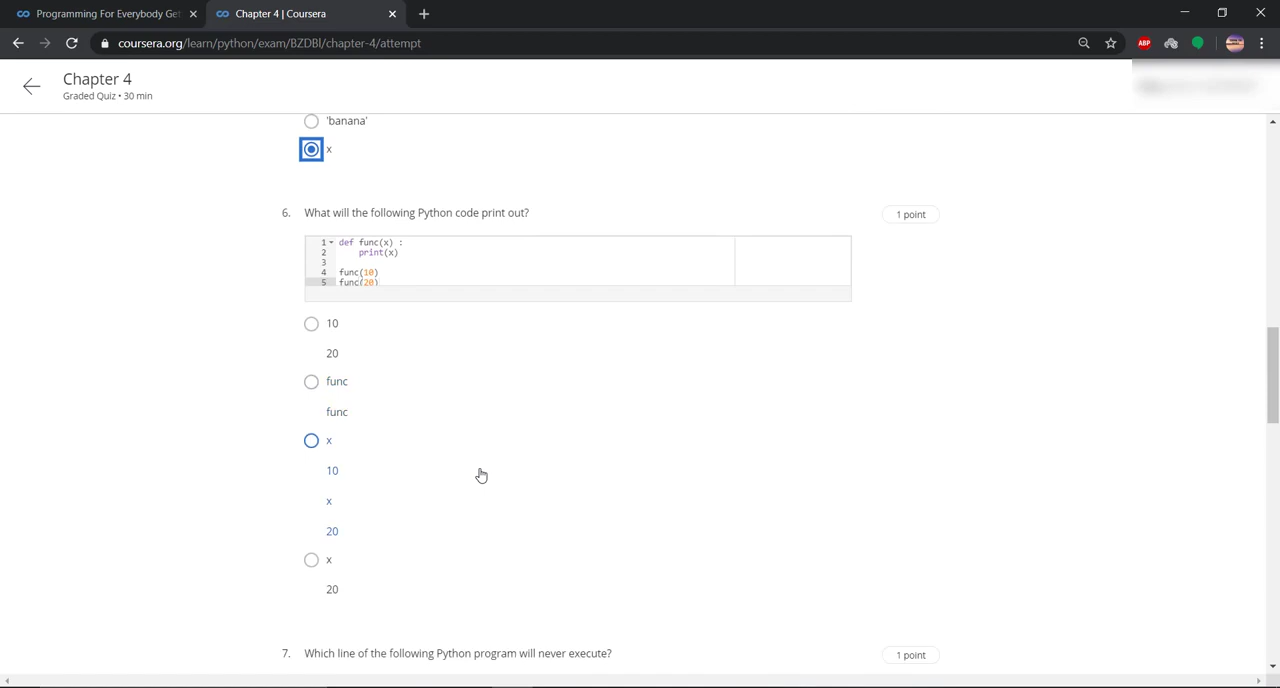 Programming For Everybody Get
Chapter 4 | Coursera
coursera.org/learn/python/exam/BZDBl/chapter-4/attempt
ABP
Chapter 4
Graded Quiz • 30 min
'banana'
x
6. What will the following Python code print out?
1 point
1 def func(x) :
2 print(x)
3
4 func(10)
5 func(20)
10
20
func
func
x
10
x
20
x
20
7. Which line of the following Python program will never execute?
1 point